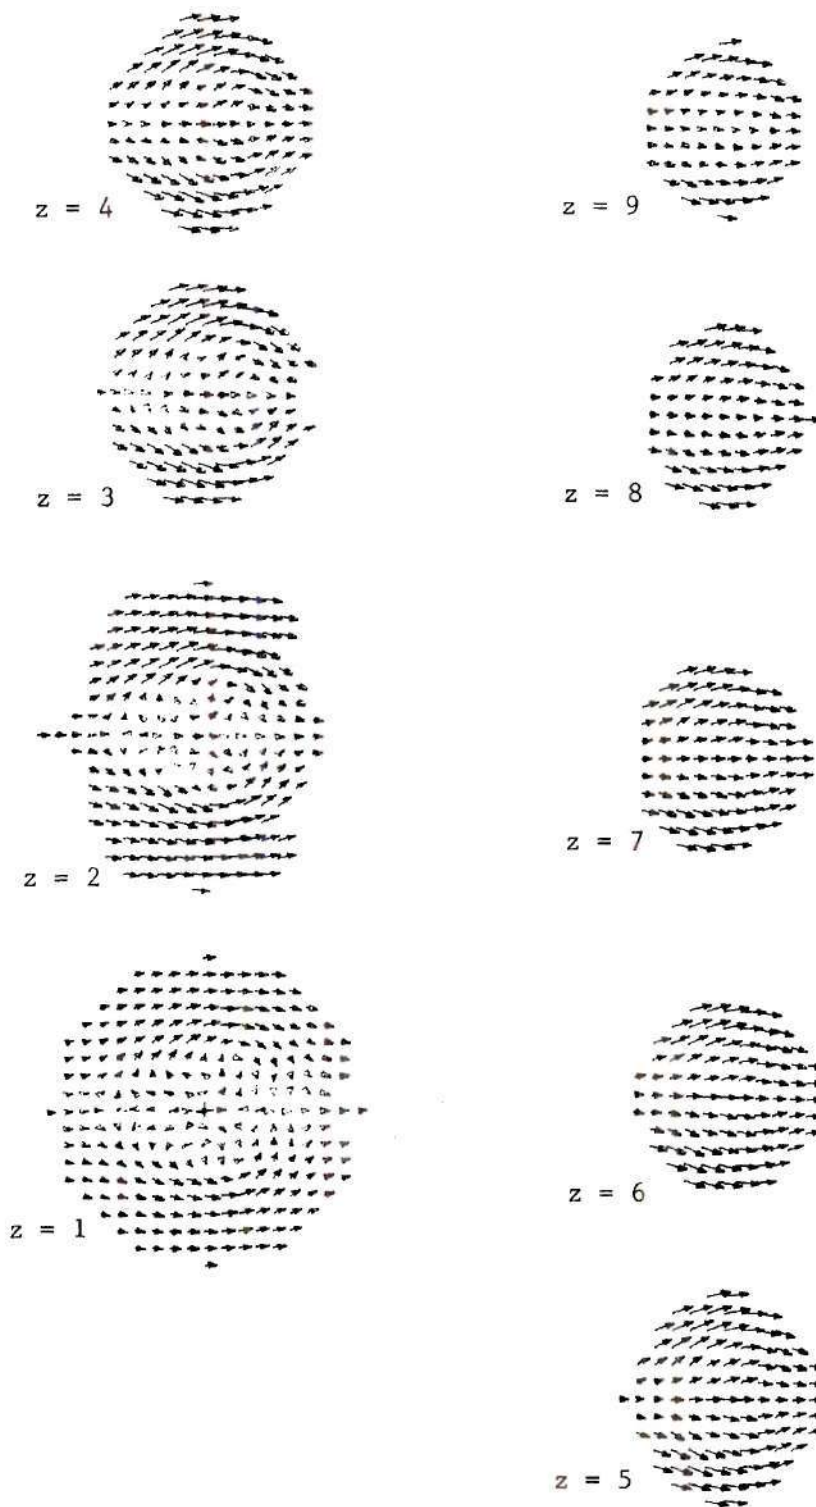 z = 4
z = 9
z = 3
z = 8
z = 2
z = 7
z = 1
z = 6
z = 5